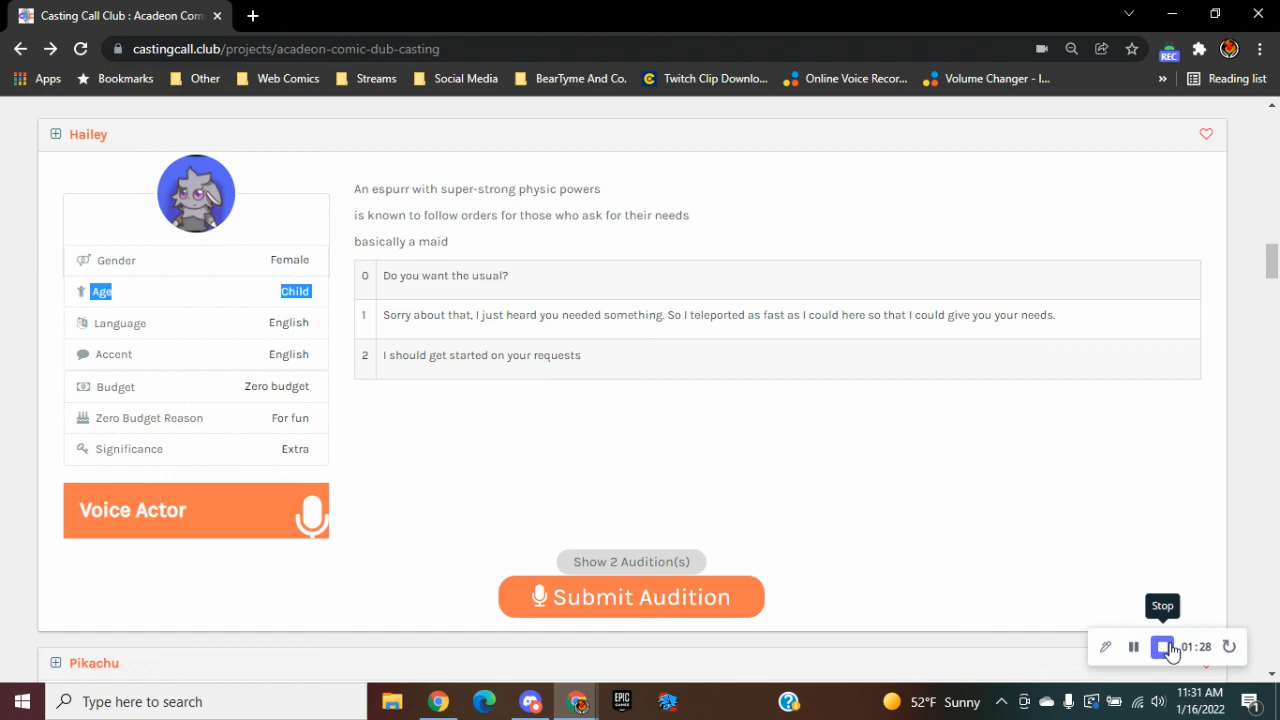 Casting Call Club : Acadeon Com
castingcall.club/projects/acadeon-comic-dub-casting
REC
Apps
Bookmarks
Other
Web Comics
Streams
Social Media
BearTyme And Co.
Twitch Clip Downlo...
Online Voice Recor...
Volume Changer - I...
»
Reading list
Hailey
An espurr with super-strong physic powers
is known to follow orders for those who ask for their needs
basically a maid
Gender Female
Age Child
Language English
Accent English
Budget Zero budget
Zero Budget Reason For fun
Significance Extra
0 Do you want the usual?
1 Sorry about that, I just heard you needed something. So I teleported as fast as I could here so that I could give you your needs.
2 I should get started on your requests
Voice Actor
Show 2 Audition(s)
Submit Audition
Stop
01:28
Pikachu
Type here to search
EPIC GAMES
52°F Sunny
11:31 AM
1/16/2022
1